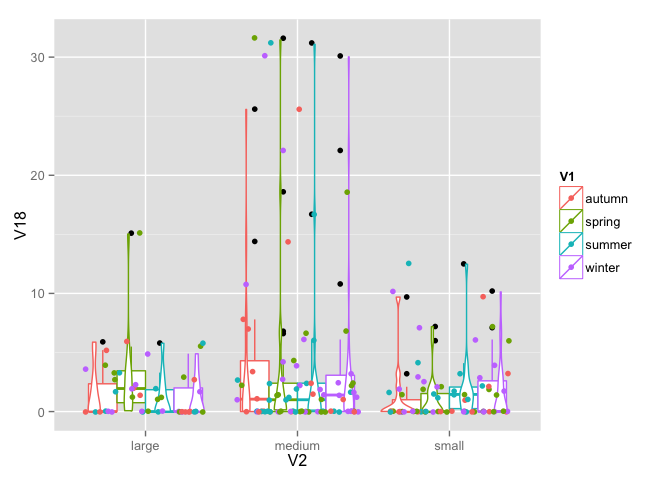 30
20
10
0
V18
large
medium
small
V2
V1
autumn
spring
summer
winter